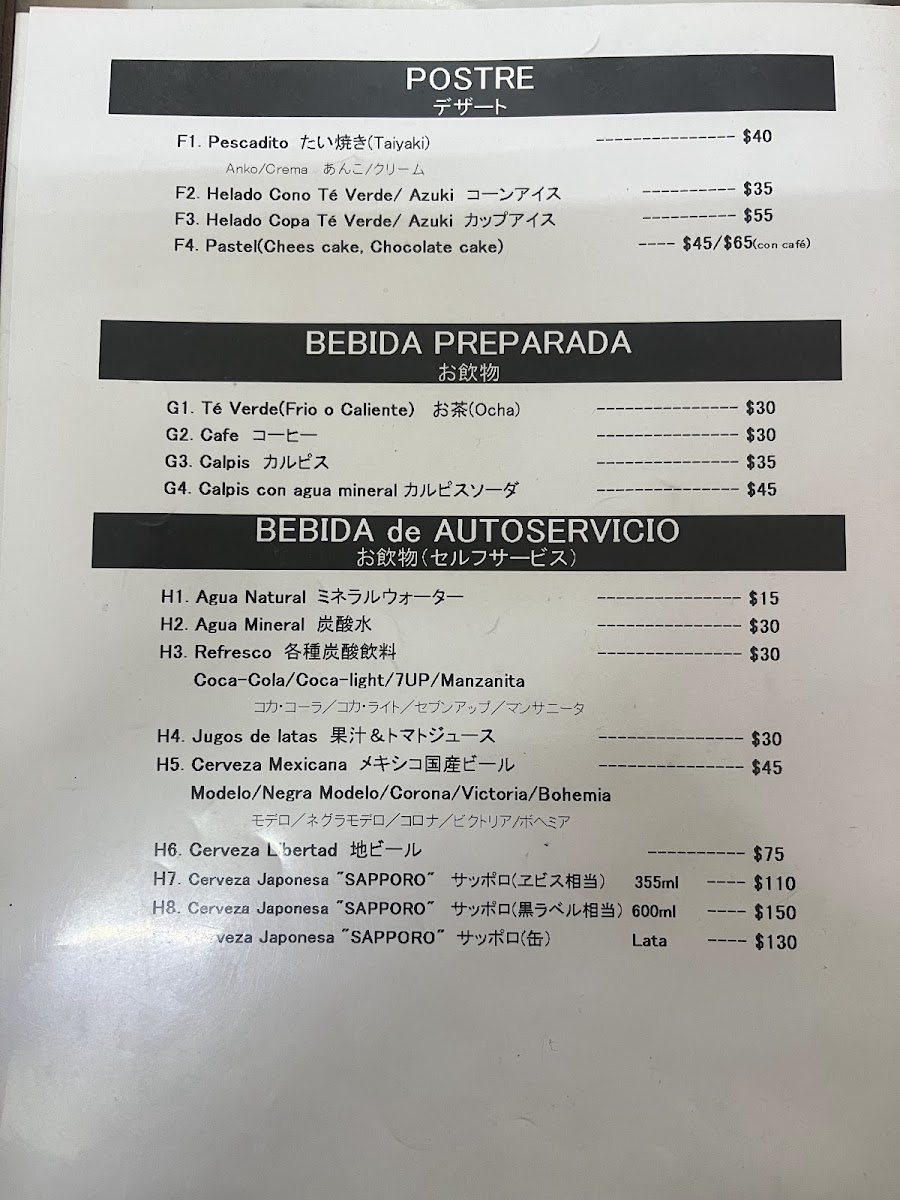 POSTRE
デザート
F1. Pescadito たい焼き(Taiyaki) --------------- $40
Anko/Crema あんこ/クリーム
F2. Helado Cono Té Verde/ Azuki コーンアイス ---------- $35
F3. Helado Copa Té Verde/ Azuki カップアイス ---------- $55
F4. Pastel(Chees cake, Chocolate cake) ---- $45/$65(con café)
BEBIDA PREPARADA
お飲物
G1. Té Verde(Frio o Caliente) お茶(Ocha) --------------- $30
G2. Cafe コーヒー --------------- $30
G3. Calpis カルピス --------------- $35
G4. Calpis con agua mineral カルピスソーダ --------------- $45
BEBIDA de AUTOSERVICIO
お飲物(セルフサービス)
H1. Agua Natural ミネラルウォーター --------------- $15
H2. Agua Mineral 炭酸水 --------------- $30
H3. Refresco 各種炭酸飲料 --------------- $30
Coca-Cola/Coca-light/7UP/Manzanita
コカ・コーラ／コカ・ライト／セブンアップ／マンサニータ
H4. Jugos de latas 果汁＆トマトジュース --------------- $30
H5. Cerveza Mexicana メキシコ国産ビール --------------- $45
Modelo/Negra Modelo/Corona/Victoria/Bohemia
モデロ／ネグラモデロ／コロナ／ビクトリア/ボヘミア
H6. Cerveza Libertad 地ビール ---------- $75
H7. Cerveza Japonesa "SAPPORO" サッポロ(ヱビス相当) 355ml ---- $110
H8. Cerveza Japonesa "SAPPORO" サッポロ(黒ラベル相当) 600ml ---- $150
veza Japonesa "SAPPORO" サッポロ(缶) Lata ---- $130